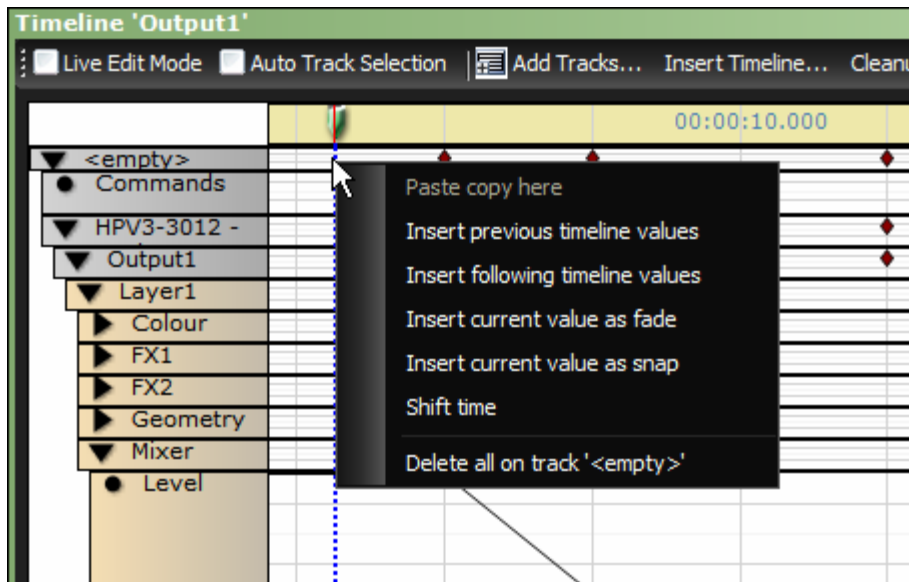 Timeline 'Output1'
Live Edit Mode Auto Track Selection Add Tracks... Insert Timeline...
00:00:10.000
<empty>
Commands
HPV3-3012 -
Output1
Layer1
Colour
FX1
FX2
Geometry
Mixer
Level
Paste copy here
Insert previous timeline values
Insert following timeline values
Insert current value as fade
Insert current value as snap
Shift time
Delete all on track '<empty>'